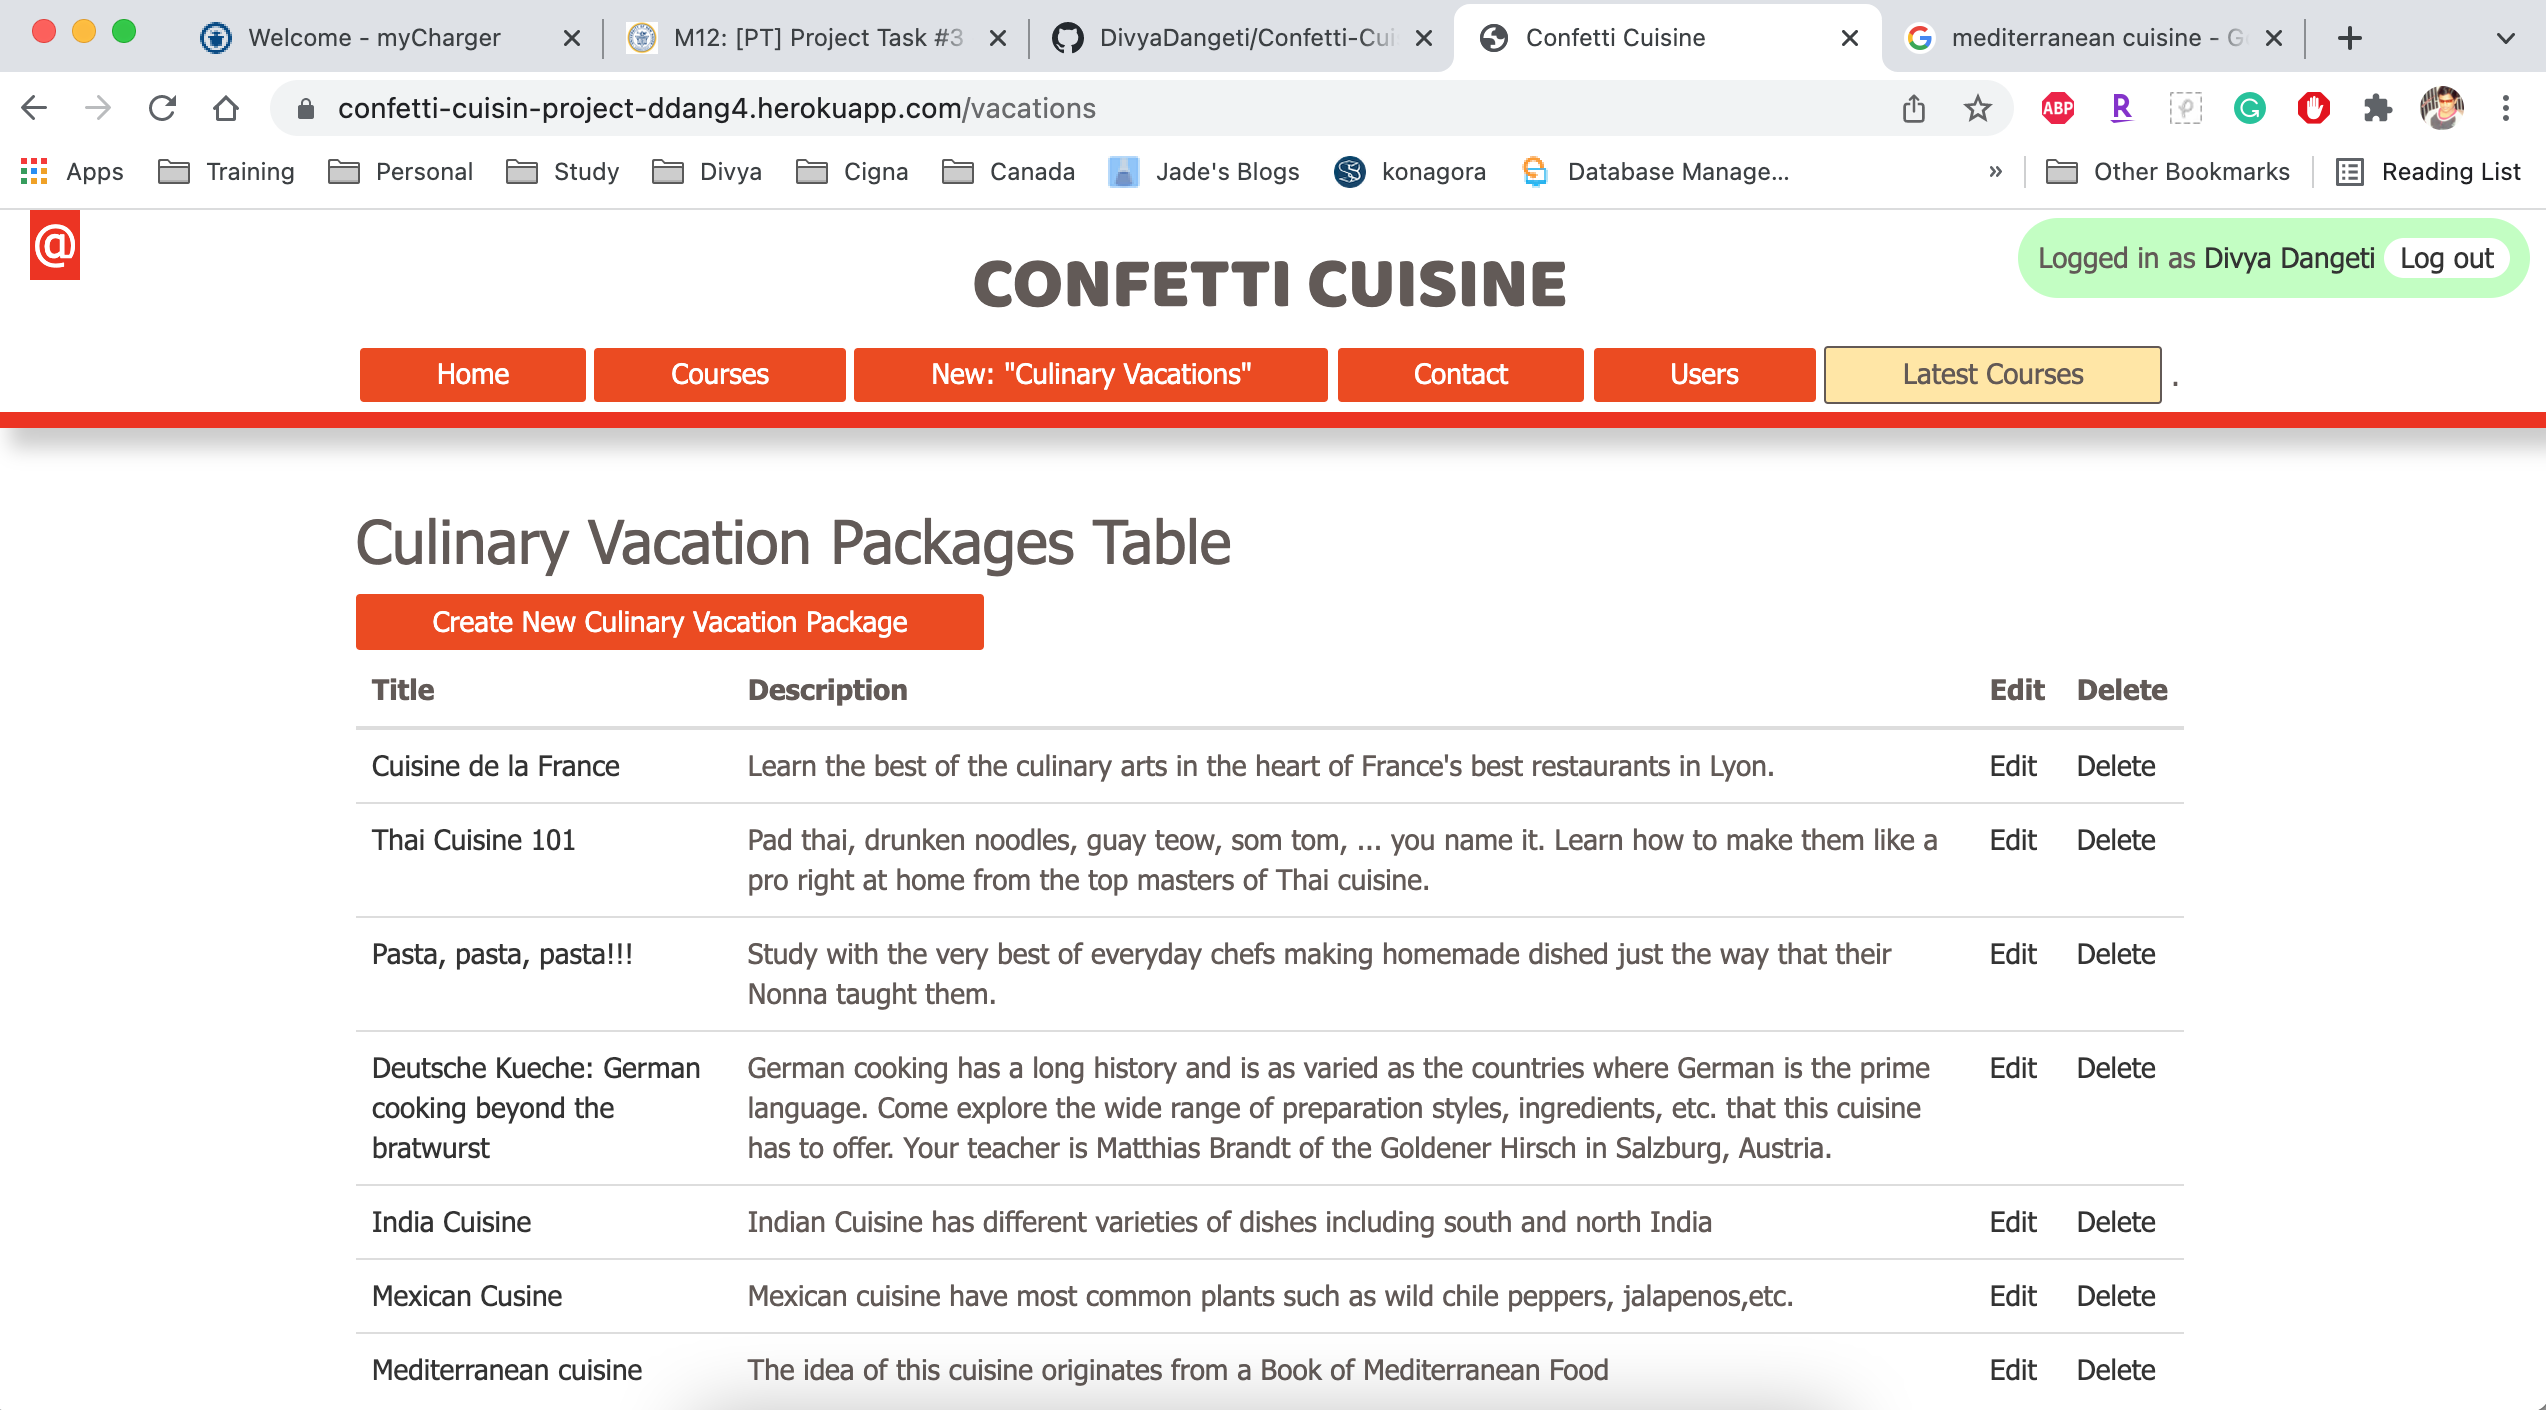 Welcome - myCharger
M12: [PT] Project Task #3
DivyaDangeti/Confetti-Cui
Confetti Cuisine
mediterranean cuisine - G
confetti-cuisin-project-ddang4.herokuapp.com/vacations
ABP
R
Apps
Training
Personal
Study
Divya
Cigna
Canada
Jade's Blogs
konagora
Database Manage...
»
Other Bookmarks
Reading List
@
CONFETTI CUISINE
Logged in as Divya Dangeti Log out
Home
Courses
New: "Culinary Vacations"
Contact
Users
Latest Courses
.
Culinary Vacation Packages Table
Create New Culinary Vacation Package
Title Description Edit Delete
Cuisine de la France Learn the best of the culinary arts in the heart of France's best restaurants in Lyon. Edit Delete
Thai Cuisine 101 Pad thai, drunken noodles, guay teow, som tom, ... you name it. Learn how to make them like a Edit Delete
pro right at home from the top masters of Thai cuisine.
Pasta, pasta, pasta!!! Study with the very best of everyday chefs making homemade dished just the way that their Edit Delete
Nonna taught them.
Deutsche Kueche: German German cooking has a long history and is as varied as the countries where German is the prime Edit Delete
cooking beyond the language. Come explore the wide range of preparation styles, ingredients, etc. that this cuisine
bratwurst has to offer. Your teacher is Matthias Brandt of the Goldener Hirsch in Salzburg, Austria.
India Cuisine Indian Cuisine has different varieties of dishes including south and north India Edit Delete
Mexican Cusine Mexican cuisine have most common plants such as wild chile peppers, jalapenos,etc. Edit Delete
Mediterranean cuisine The idea of this cuisine originates from a Book of Mediterranean Food Edit Delete